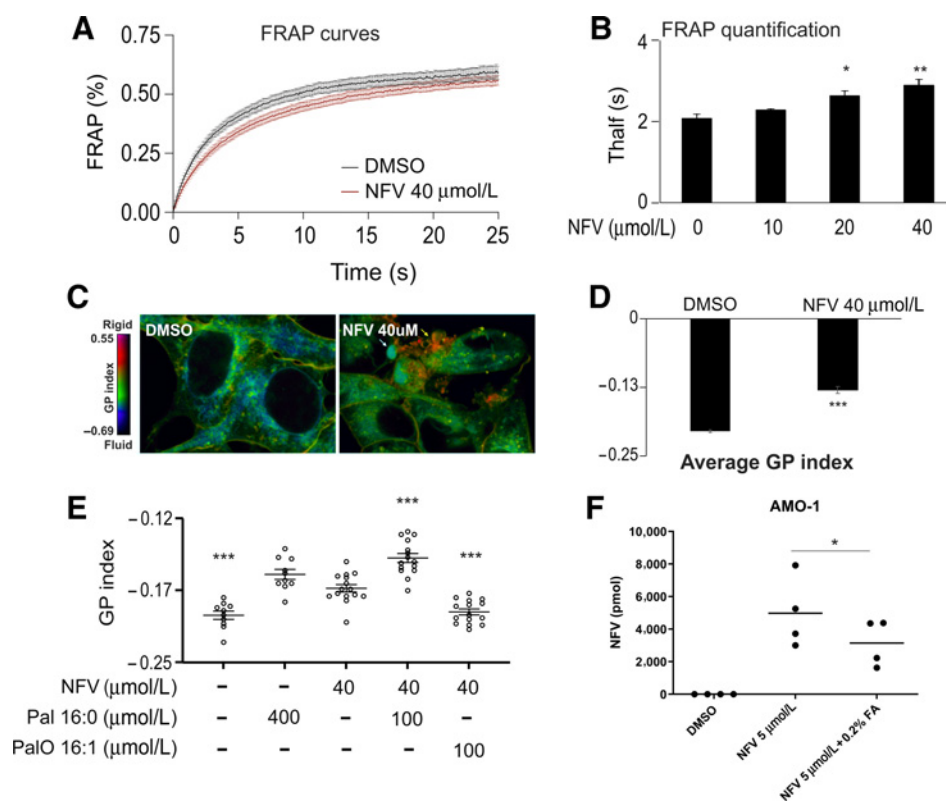 A
FRAP curves
0.75
0.50
0.25
0.00
FRAP (%)
DMSO
NFV 40 µmol/L
0 5 10 15 20 25
Time (s)
B
FRAP quantification
4
2
0
Thalf (s)
* **
NFV (µmol/L) 0 10 20 40
C
Rigid
0.55
GP index
−0.69
Fluid
DMSO
NFV 40uM
D
DMSO NFV 40 µmol/L
0
−0.13
−0.25
***
Average GP index
E
−0.12
−0.17
−0.25
GP index
*** *** ***
NFV (µmol/L) – – 40 40 40
Pal 16:0 (µmol/L) – 400 – 100 –
PalO 16:1 (µmol/L) – – – – 100
F
AMO-1
10,000
8,000
6,000
4,000
2,000
0
NFV (pmol)
*
DMSO
NFV 5 µmol/L
NFV 5 µmol/L+0.2% FA